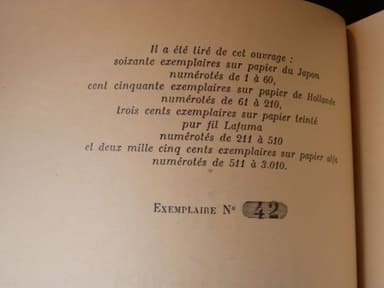 Il a été tiré de cet ouvrage :
soixante exemplaires sur papier du Japon
numérotés de 1 à 60,
cent cinquante exemplaires sur papier de Hollande
numérotés de 61 à 210,
trois cents exemplaires sur papier teinté
pur fil Lafuma
numérotés de 211 à 510
et deux mille cinq cents exemplaires sur papier alfa
numérotés de 511 à 3.010.
EXEMPLAIRE N° 42